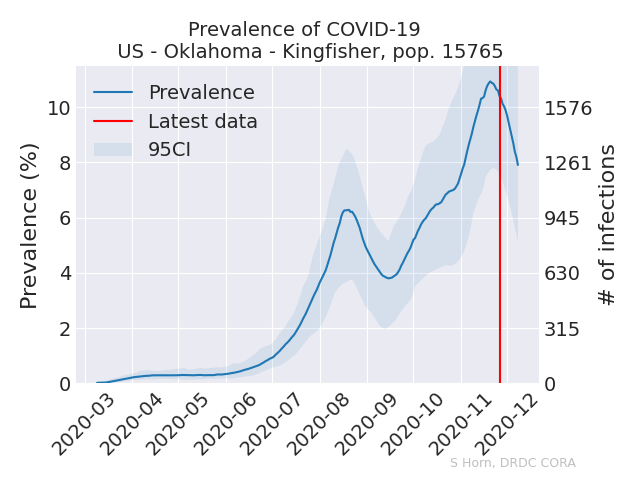 Prevalence of COVID-19
US - Oklahoma - Kingfisher, pop. 15765
Prevalence
Latest data
95CI
Prevalence (%)
10
8
6
4
2
0
1576
1261
945
630
315
0
# of infections
2020-03
2020-04
2020-05
2020-06
2020-07
2020-08
2020-09
2020-10
2020-11
2020-12
S Horn, DRDC CORA